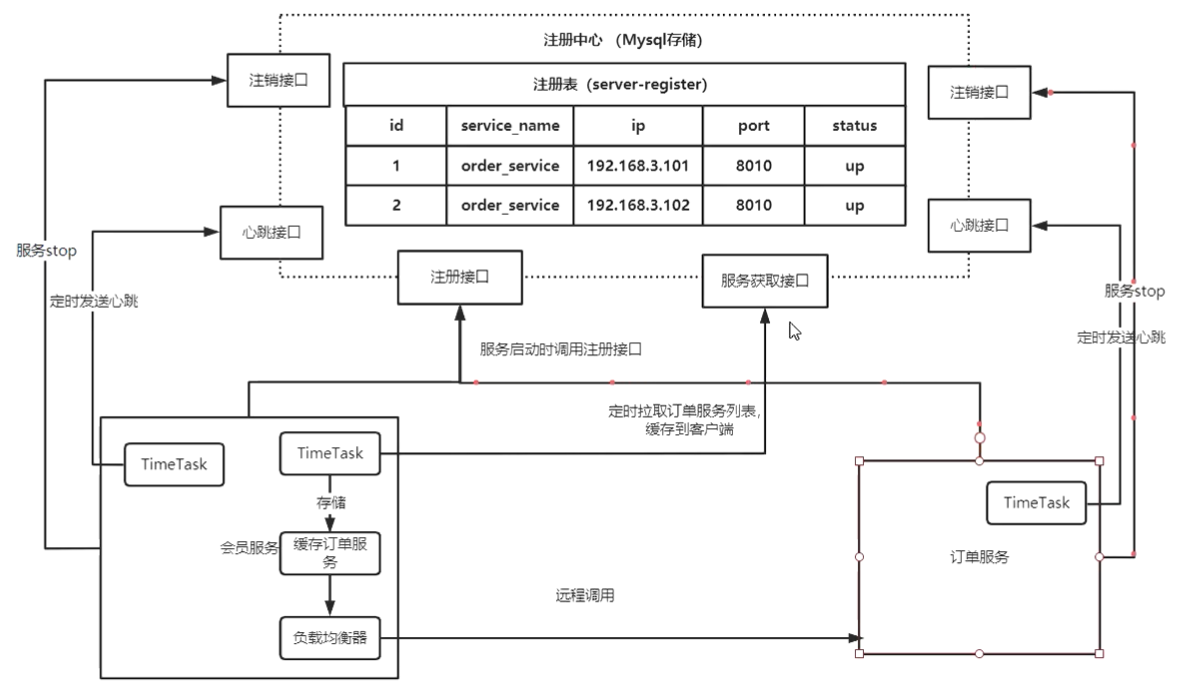 注册中心 （Mysql存储）
注销接口
注册表（server-register）
注销接口
id service_name ip port status
1 order_service 192.168.3.101 8010 up
2 order_service 192.168.3.102 8010 up
心跳接口
心跳接口
服务stop
注册接口
服务获取接口
定时发送心跳
服务stop
定时发送心跳
服务启动时调用注册接口
定时拉取订单服务列表，
缓存到客户端
TimeTask
TimeTask
存储
会员服务
缓存订单服
务
负载均衡器
远程调用
TimeTask
订单服务